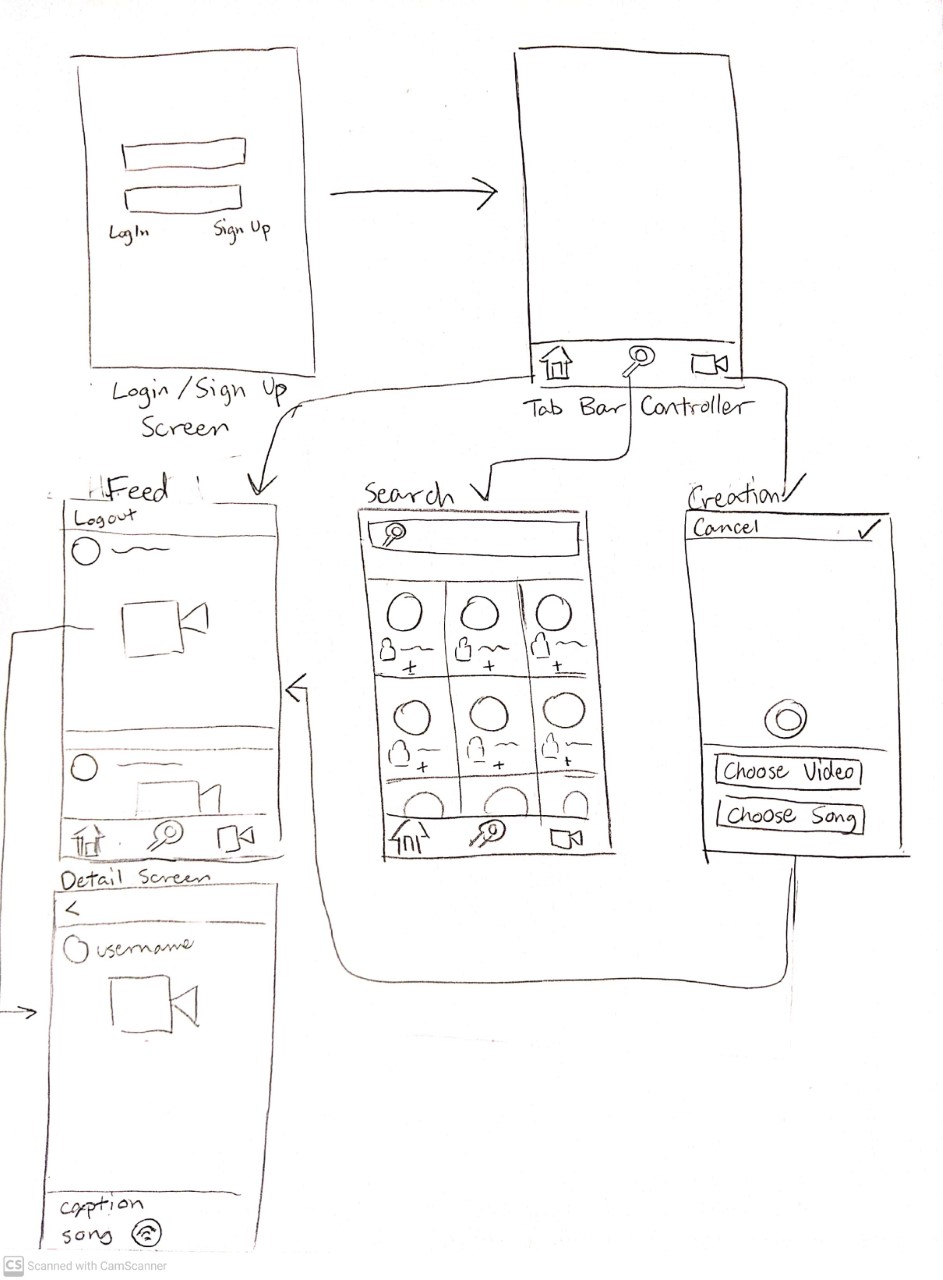 LogIn
Sign Up
Login/Sign Up
Screen
Tab Bar Controller
Feed
Logout
Search
Creation
Cancel
Choose Video
Choose Song
Detail Screen
<
username
caption
song
CS Scanned with CamScanner